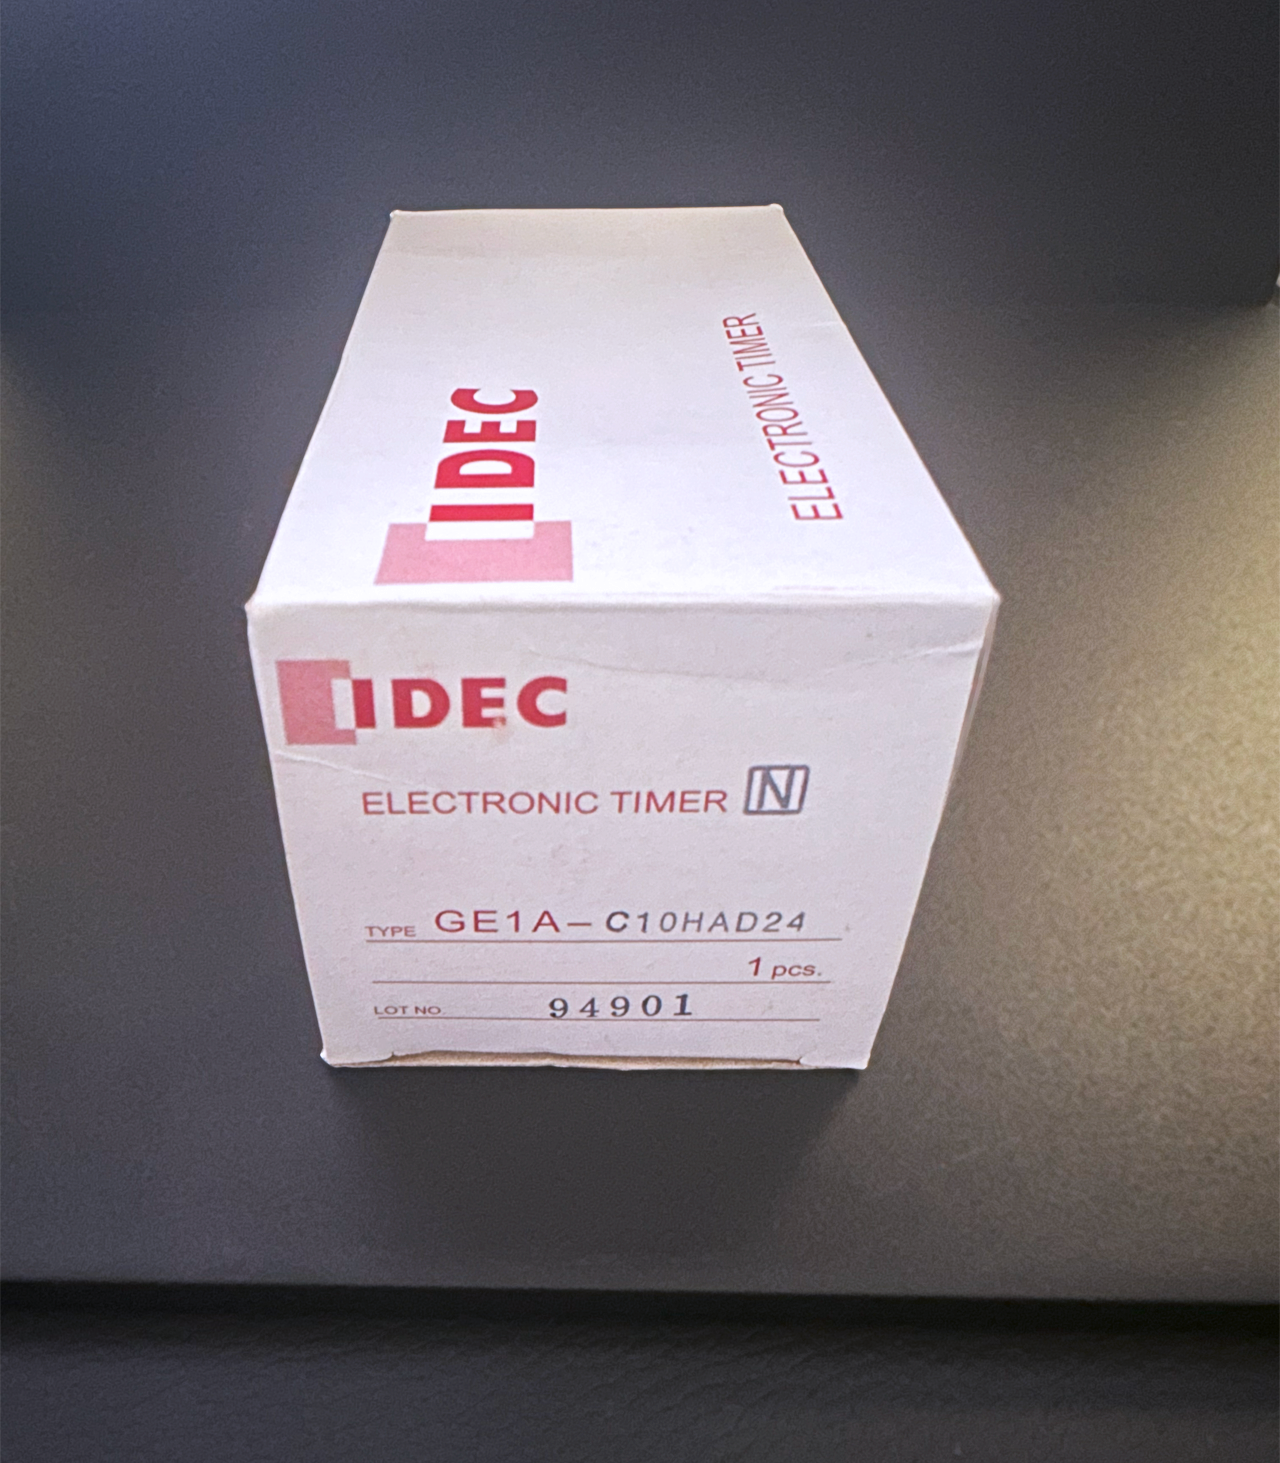 IDEC
ELECTRONIC TIMER
IDEC
ELECTRONIC TIMER N
TYPE GE1A-C10HAD24
1 pcs.
LOT NO. 94901